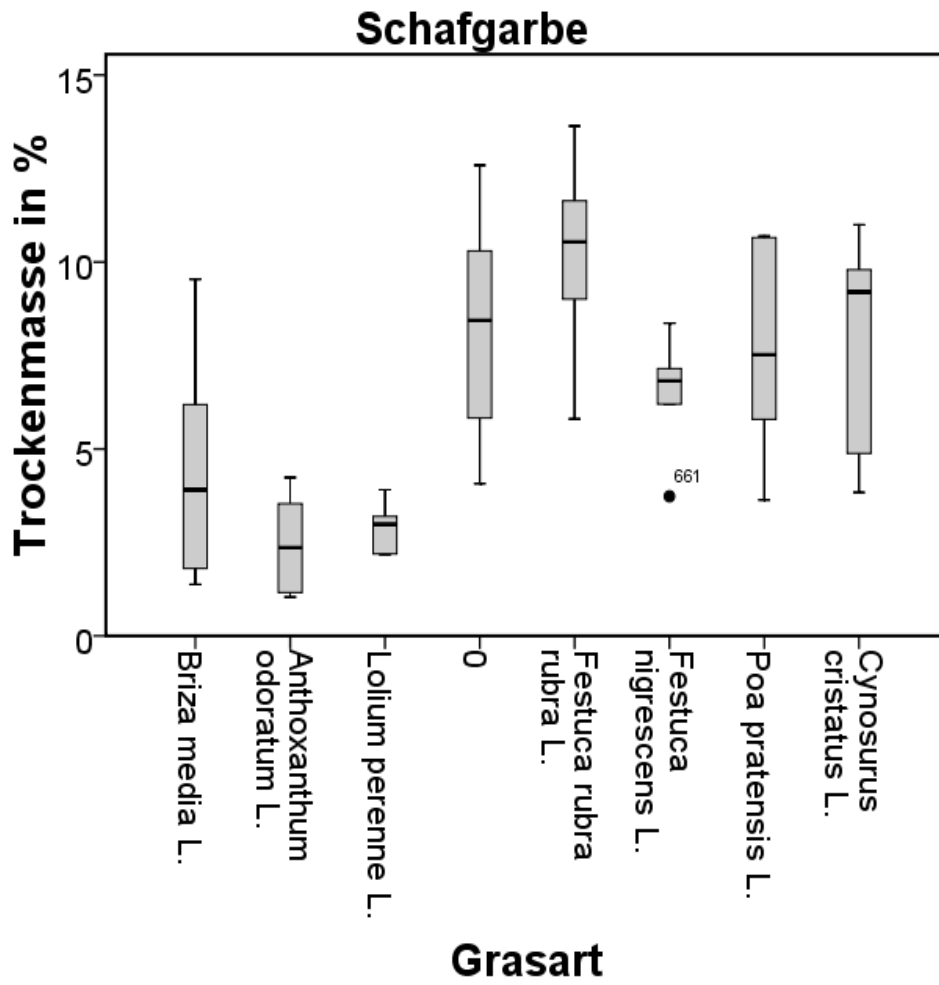 Schafgarbe
Trockenmasse in %
15
10
5
0
661
Briza media L.
Anthoxanthum
odoratum L.
Lolium perenne L.
0
Festuca rubra
rubra L.
Festuca
nigrescens L.
Poa pratensis L.
Cynosurus
cristatus L.
Grasart